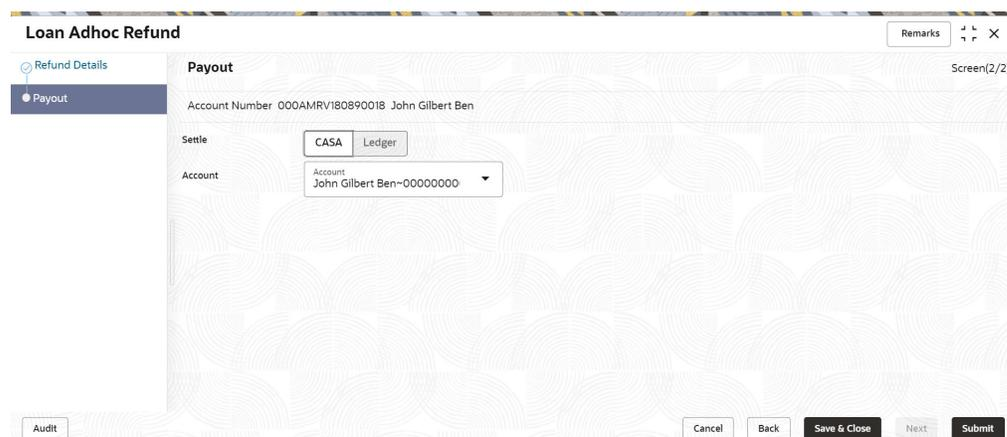 Loan Adhoc Refund
Remarks
Refund Details
Payout
Payout
Screen(2/2
Account Number 000AMRV180890018 John Gilbert Ben
Settle
CASA Ledger
Account
Account
John Gilbert Ben~00000000
Audit
Cancel Back Save & Close Next Submit